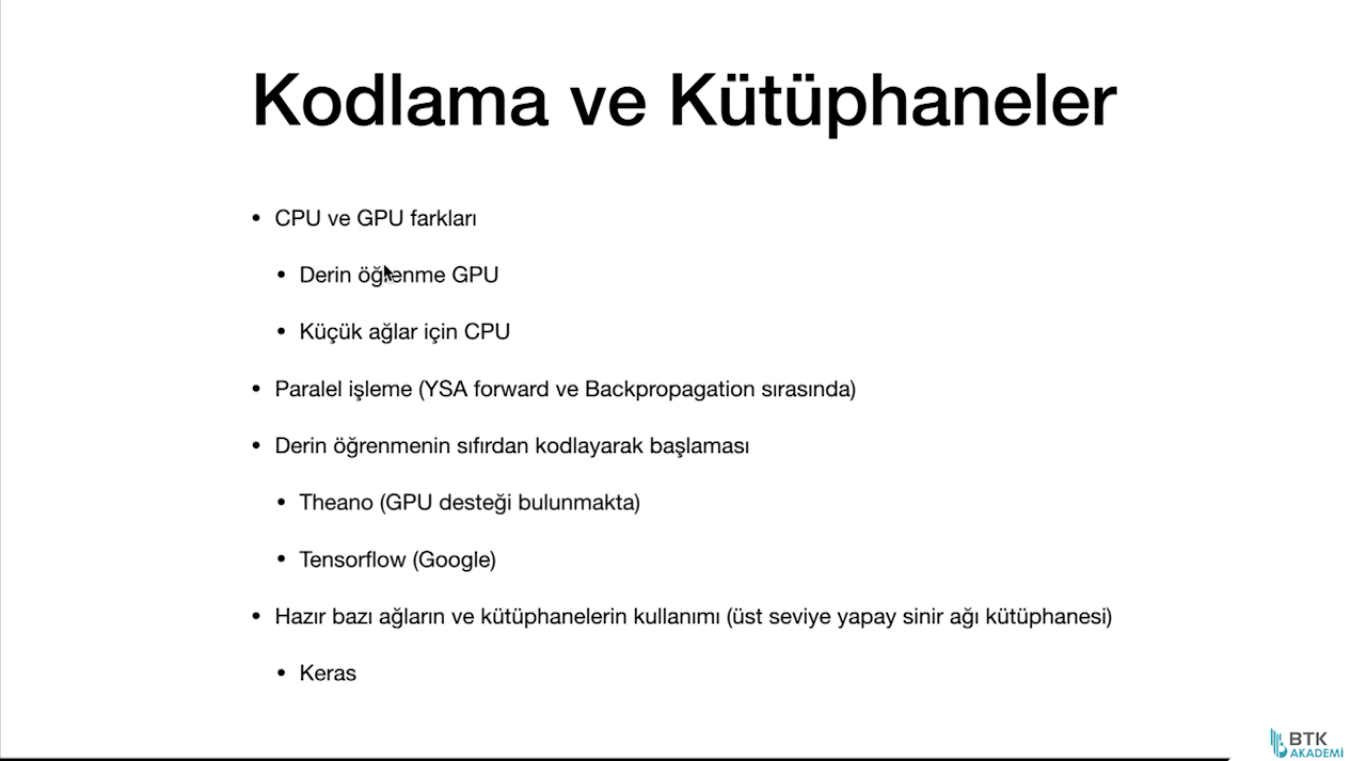 Kodlama ve Kütüphaneler
• CPU ve GPU farkları
• Derin öğrenme GPU
• Küçük ağlar için CPU
• Paralel işleme (YSA forward ve Backpropagation sırasında)
• Derin öğrenmenin sıfırdan kodlayarak başlaması
• Theano (GPU desteği bulunmakta)
• Tensorflow (Google)
• Hazır bazı ağların ve kütüphanelerin kullanımı (üst seviye yapay sinir ağı kütüphanesi)
• Keras
BTK
AKADEMİ